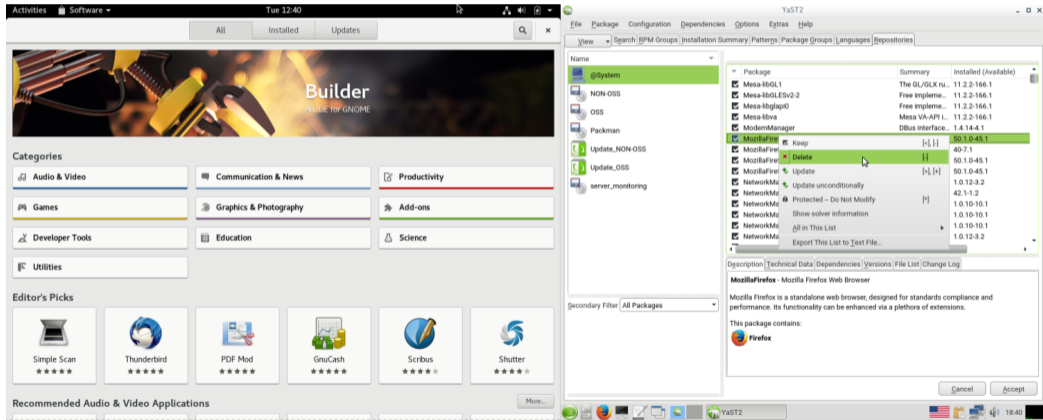 Activities Software Tue 12:40
All Installed Updates
Builder
An IDE for GNOME
Categories
Audio & Video Communication & News Productivity
Games Graphics & Photography Add-ons
Developer Tools Education Science
Utilities
Editor's Picks
Simple Scan Thunderbird PDF Mod GnuCash Scribus Shutter
Recommended Audio & Video Applications More...
YaST2
File Package Configuration Dependencies Options Extras Help
View Search RPM Groups Installation Summary Patterns Package Groups Languages Repositories
Name
@System
NON-OSS
OSS
Packman
Update_NON-OSS
Update_OSS
server_monitoring
Secondary Filter All Packages
Package Summary Installed (Available)
Mesa-libGL1 The GL/GLX ru... 11.2.2-166.1
Mesa-libGLESv2-2 Free impleme... 11.2.2-166.1
Mesa-libglapi0 Free impleme... 11.2.2-166.1
Mesa-libva Mesa VA-API i... 11.2.2-166.1
ModemManager DBus interface... 1.4.14-4.1
MozillaFire 50.1.0-45.1
MozillaFire 40-7.1
MozillaFire 50.1.0-45.1
MozillaFire 50.1.0-45.1
NetworkMa 1.0.12-3.2
NetworkMa 42.1-1.2
NetworkMa 1.0.10-10.1
NetworkMa 1.0.10-10.1
NetworkMa 1.0.10-10.1
NetworkMa 1.0.12-3.2
Keep
Delete [-]
Update [>], [+]
Update unconditionally
Protected – Do Not Modify [*]
Show solver information
All in This List
Export This List to Text File...
Description Technical Data Dependencies Versions File List Change Log
MozillaFirefox - Mozilla Firefox Web Browser
Mozilla Firefox is a standalone web browser, designed for standards compliance and
performance. Its functionality can be enhanced via a plethora of extensions.
This package contains:
Firefox
Cancel Accept
YaST2 18:40